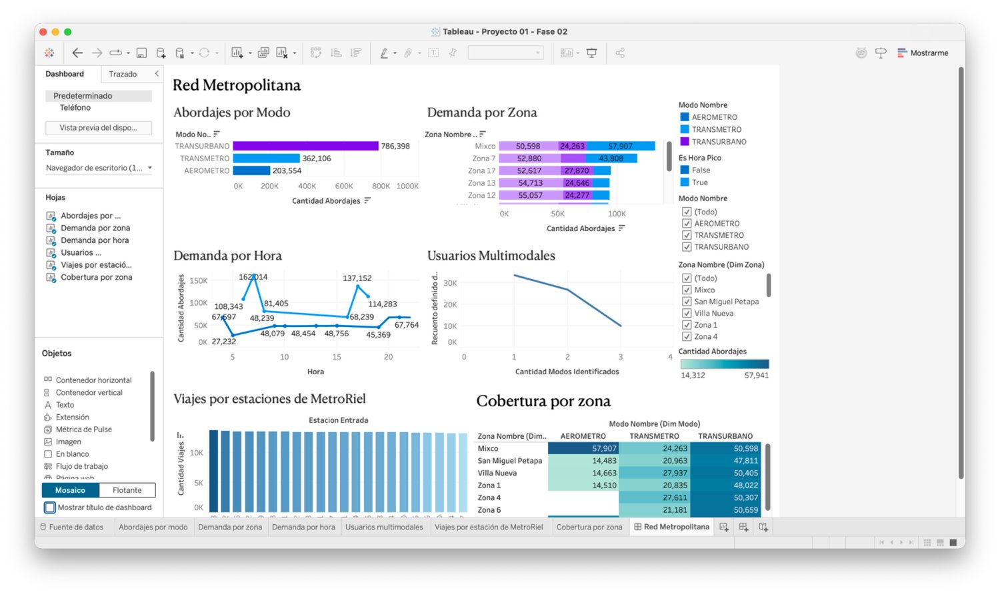 Tableau - Proyecto 01 - Fase 02
Mostrarme
Dashboard
Trazado
Predeterminado
Teléfono
Vista previa del dispo...
Tamaño
Navegador de escritorio (1...
Hojas
Abordajes por ...
Demanda por zona
Demanda por hora
Usuarios ...
Viajes por estació...
Cobertura por zona
Objetos
Contenedor horizontal
Contenedor vertical
Texto
Extensión
Métrica de Pulse
Imagen
En blanco
Flujo de trabajo
Página web
Mosaico
Flotante
Mostrar título de dashboard
Red Metropolitana
Abordajes por Modo
Modo No..
TRANSURBANO 786,398
TRANSMETRO 362,106
AEROMETRO 203,554
0K 200K 400K 600K 800K 1000K
Cantidad Abordajes
Demanda por Zona
Zona Nombre ..
Mixco 50,598 24,263 57,907
Zona 7 52,880 43,808
Zona 17 52,617 27,870
Zona 13 54,713 24,646
Zona 12 55,057 24,277
0K 50K 100K
Cantidad Abordajes
Modo Nombre
AEROMETRO
TRANSMETRO
TRANSURBANO
Es Hora Pico
False
True
Modo Nombre
(Todo)
AEROMETRO
TRANSMETRO
TRANSURBANO
Zona Nombre (Dim Zona)
(Todo)
Mixco
San Miguel Petapa
Villa Nueva
Zona 1
Zona 4
Cantidad Abordajes
14,312 57,941
Demanda por Hora
Cantidad Abordajes
150K
100K
50K
0K
162,014
137,152
108,343
81,405
114,283
67,597
48,239
68,239
27,232
48,079
48,454
48,756
45,369
67,764
5 10 15 20
Hora
Usuarios Multimodales
Recuento definido d..
30K
20K
10K
0K
0 1 2 3 4
Cantidad Modos Identificados
Viajes por estaciones de MetroRiel
Estacion Entrada
Cantidad Viajes
10K
5K
0K
Cobertura por zona
Modo Nombre (Dim Modo)
Zona Nombre (Dim.. AEROMETRO TRANSMETRO TRANSURBANO
Mixco 57,907 24,263 50,598
San Miguel Petapa 14,483 20,963 47,811
Villa Nueva 14,663 27,937 50,405
Zona 1 14,510 20,835 48,022
Zona 4 27,611 50,307
Zona 6 21,181 50,659
Fuente de datos
Abordajes por modo
Demanda por zona
Demanda por hora
Usuarios multimodales
Viajes por estación de MetroRiel
Cobertura por zona
Red Metropolitana